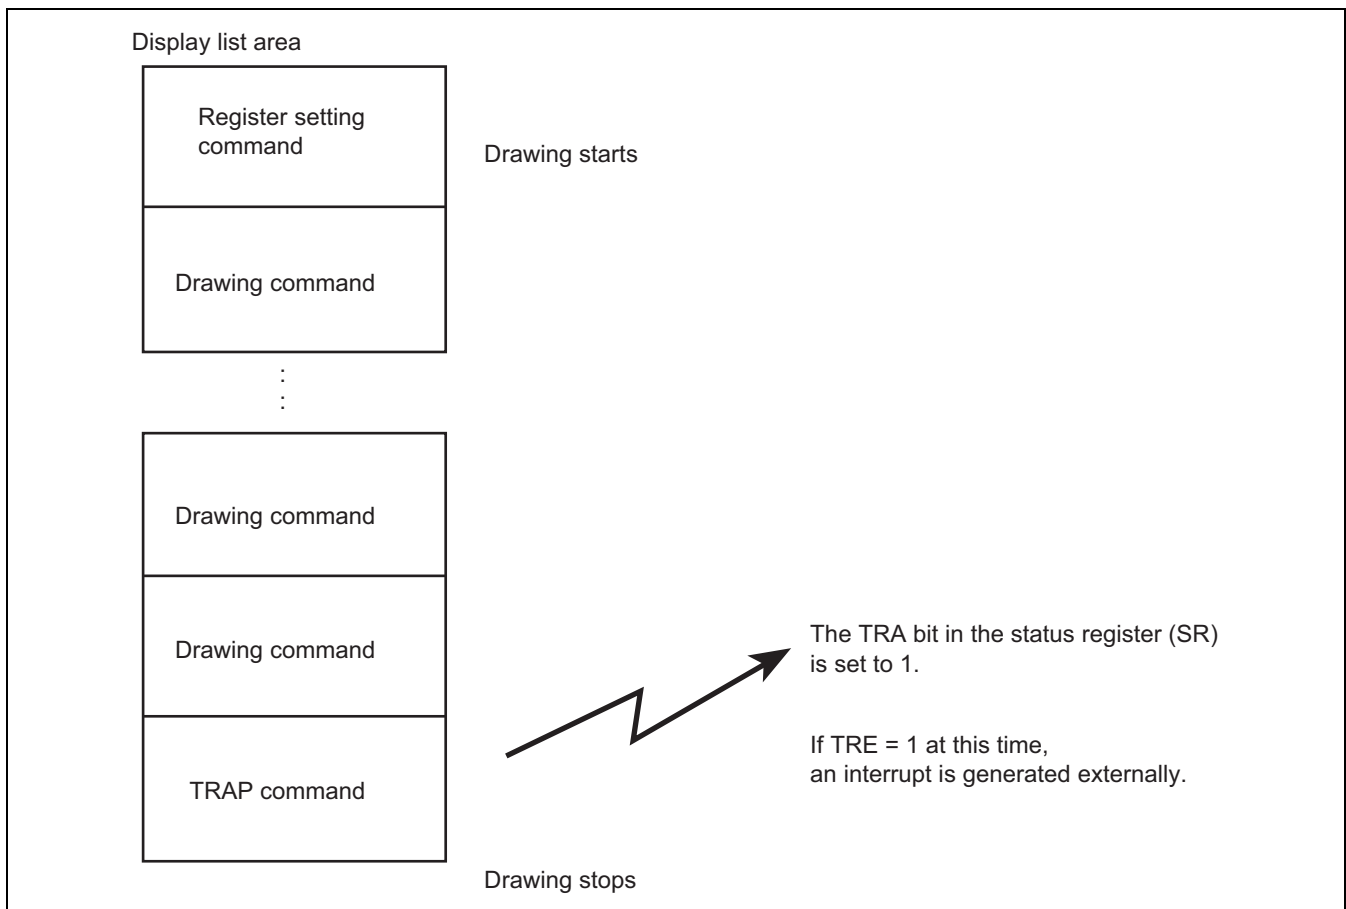 Display list area
Register setting
command
Drawing starts
Drawing command
Drawing command
Drawing command
The TRA bit in the status register (SR)
is set to 1.
If TRE = 1 at this time,
an interrupt is generated externally.
TRAP command
Drawing stops